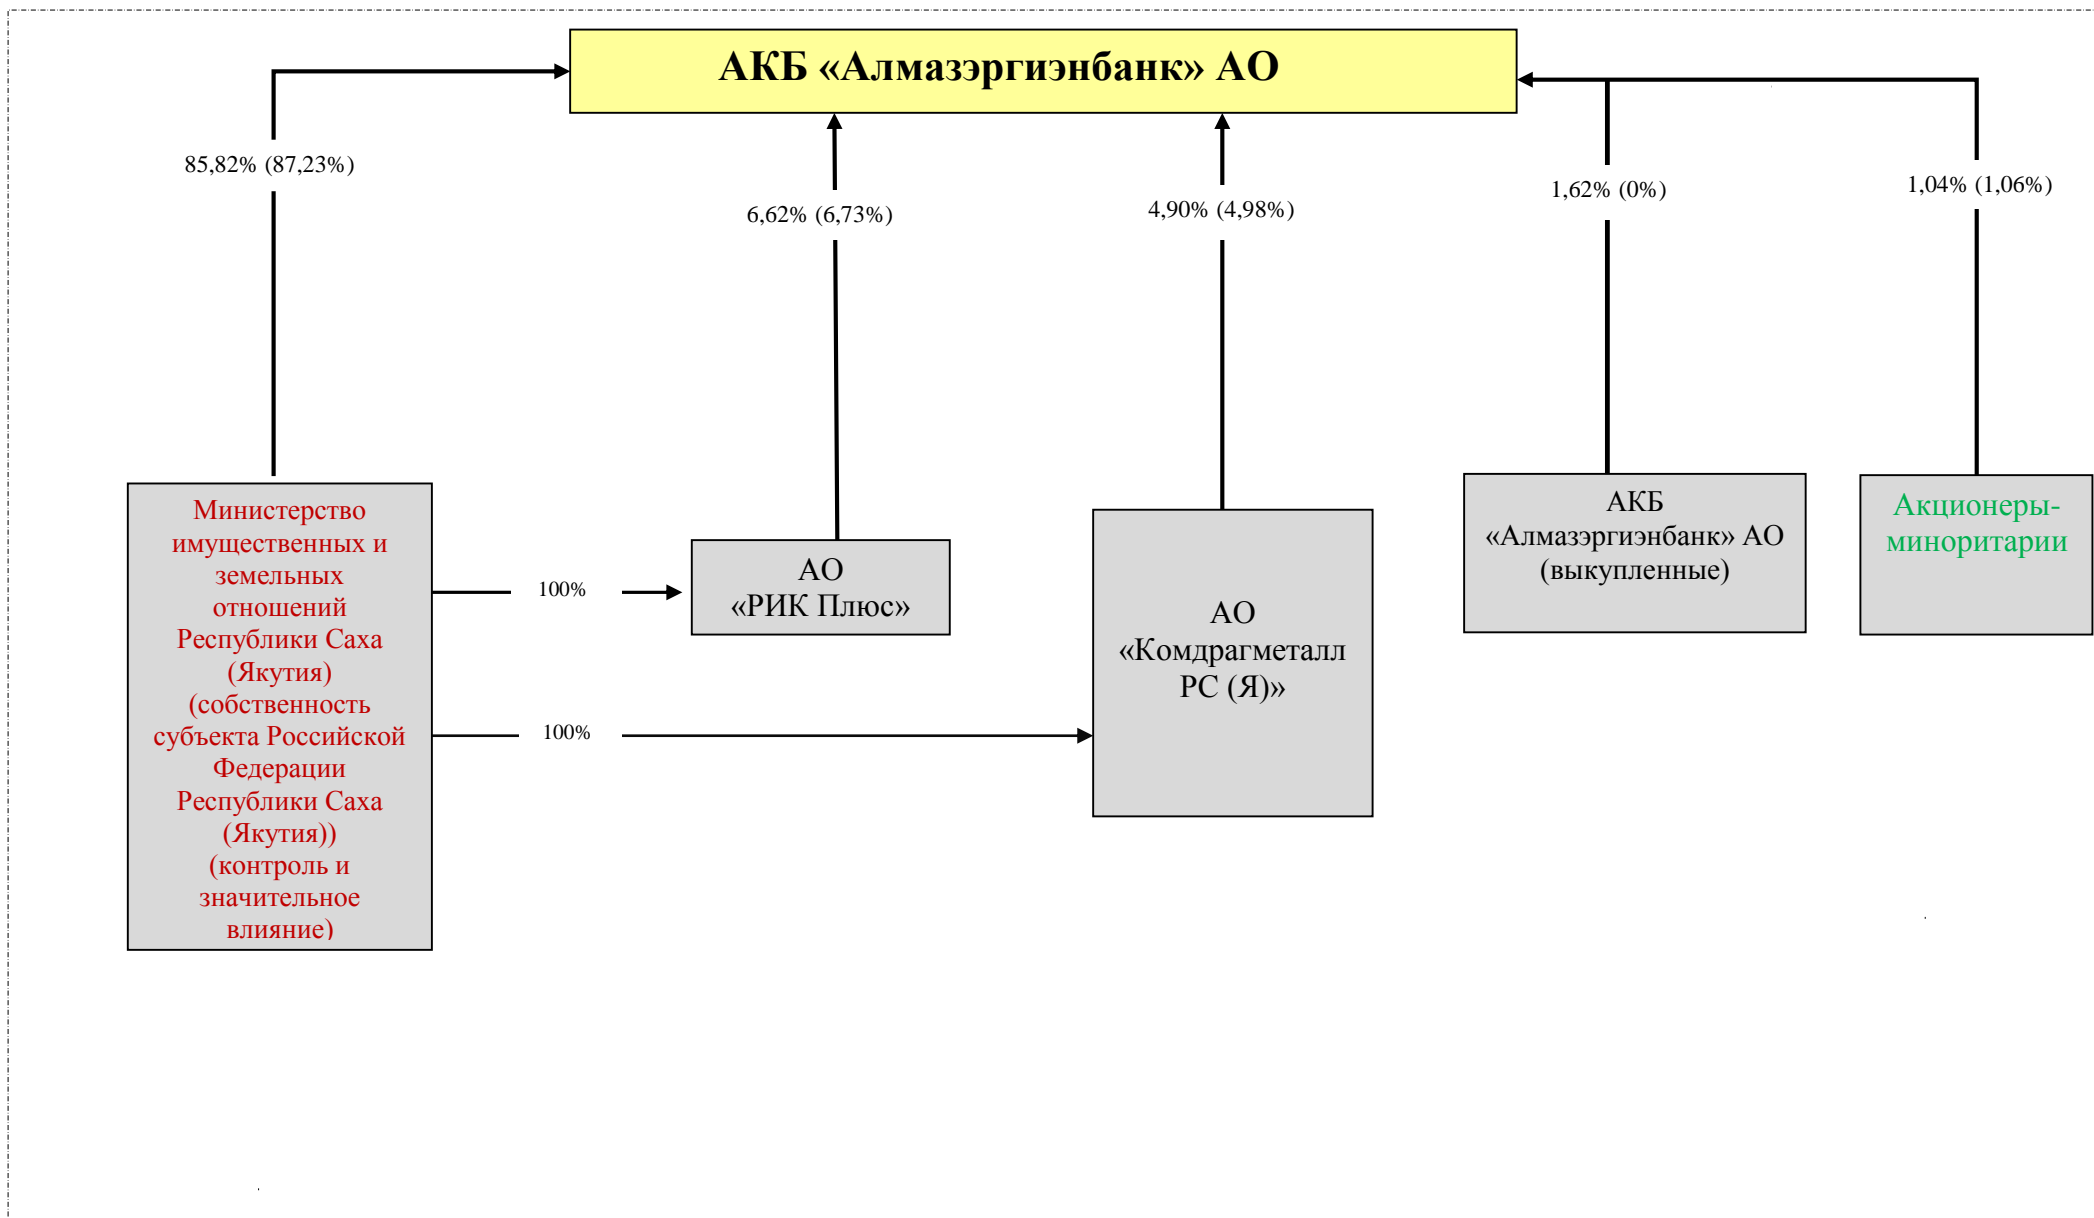 АКБ «Алмазэргиэнбанк» АО
85,82% (87,23%)
6,62% (6,73%)
4,90% (4,98%)
1,62% (0%)
1,04% (1,06%)
Министерство
имущественных и
земельных
отношений
Республики Саха
(Якутия)
(собственность
субъекта Российской
Федерации
Республики Саха
(Якутия))
(контроль и
значительное
влияние)
100%
100%
АО
«РИК Плюс»
АО
«Комдрагметалл
РС (Я)»
АКБ
«Алмазэргиэнбанк» АО
(выкупленные)
Акционеры-
миноритарии